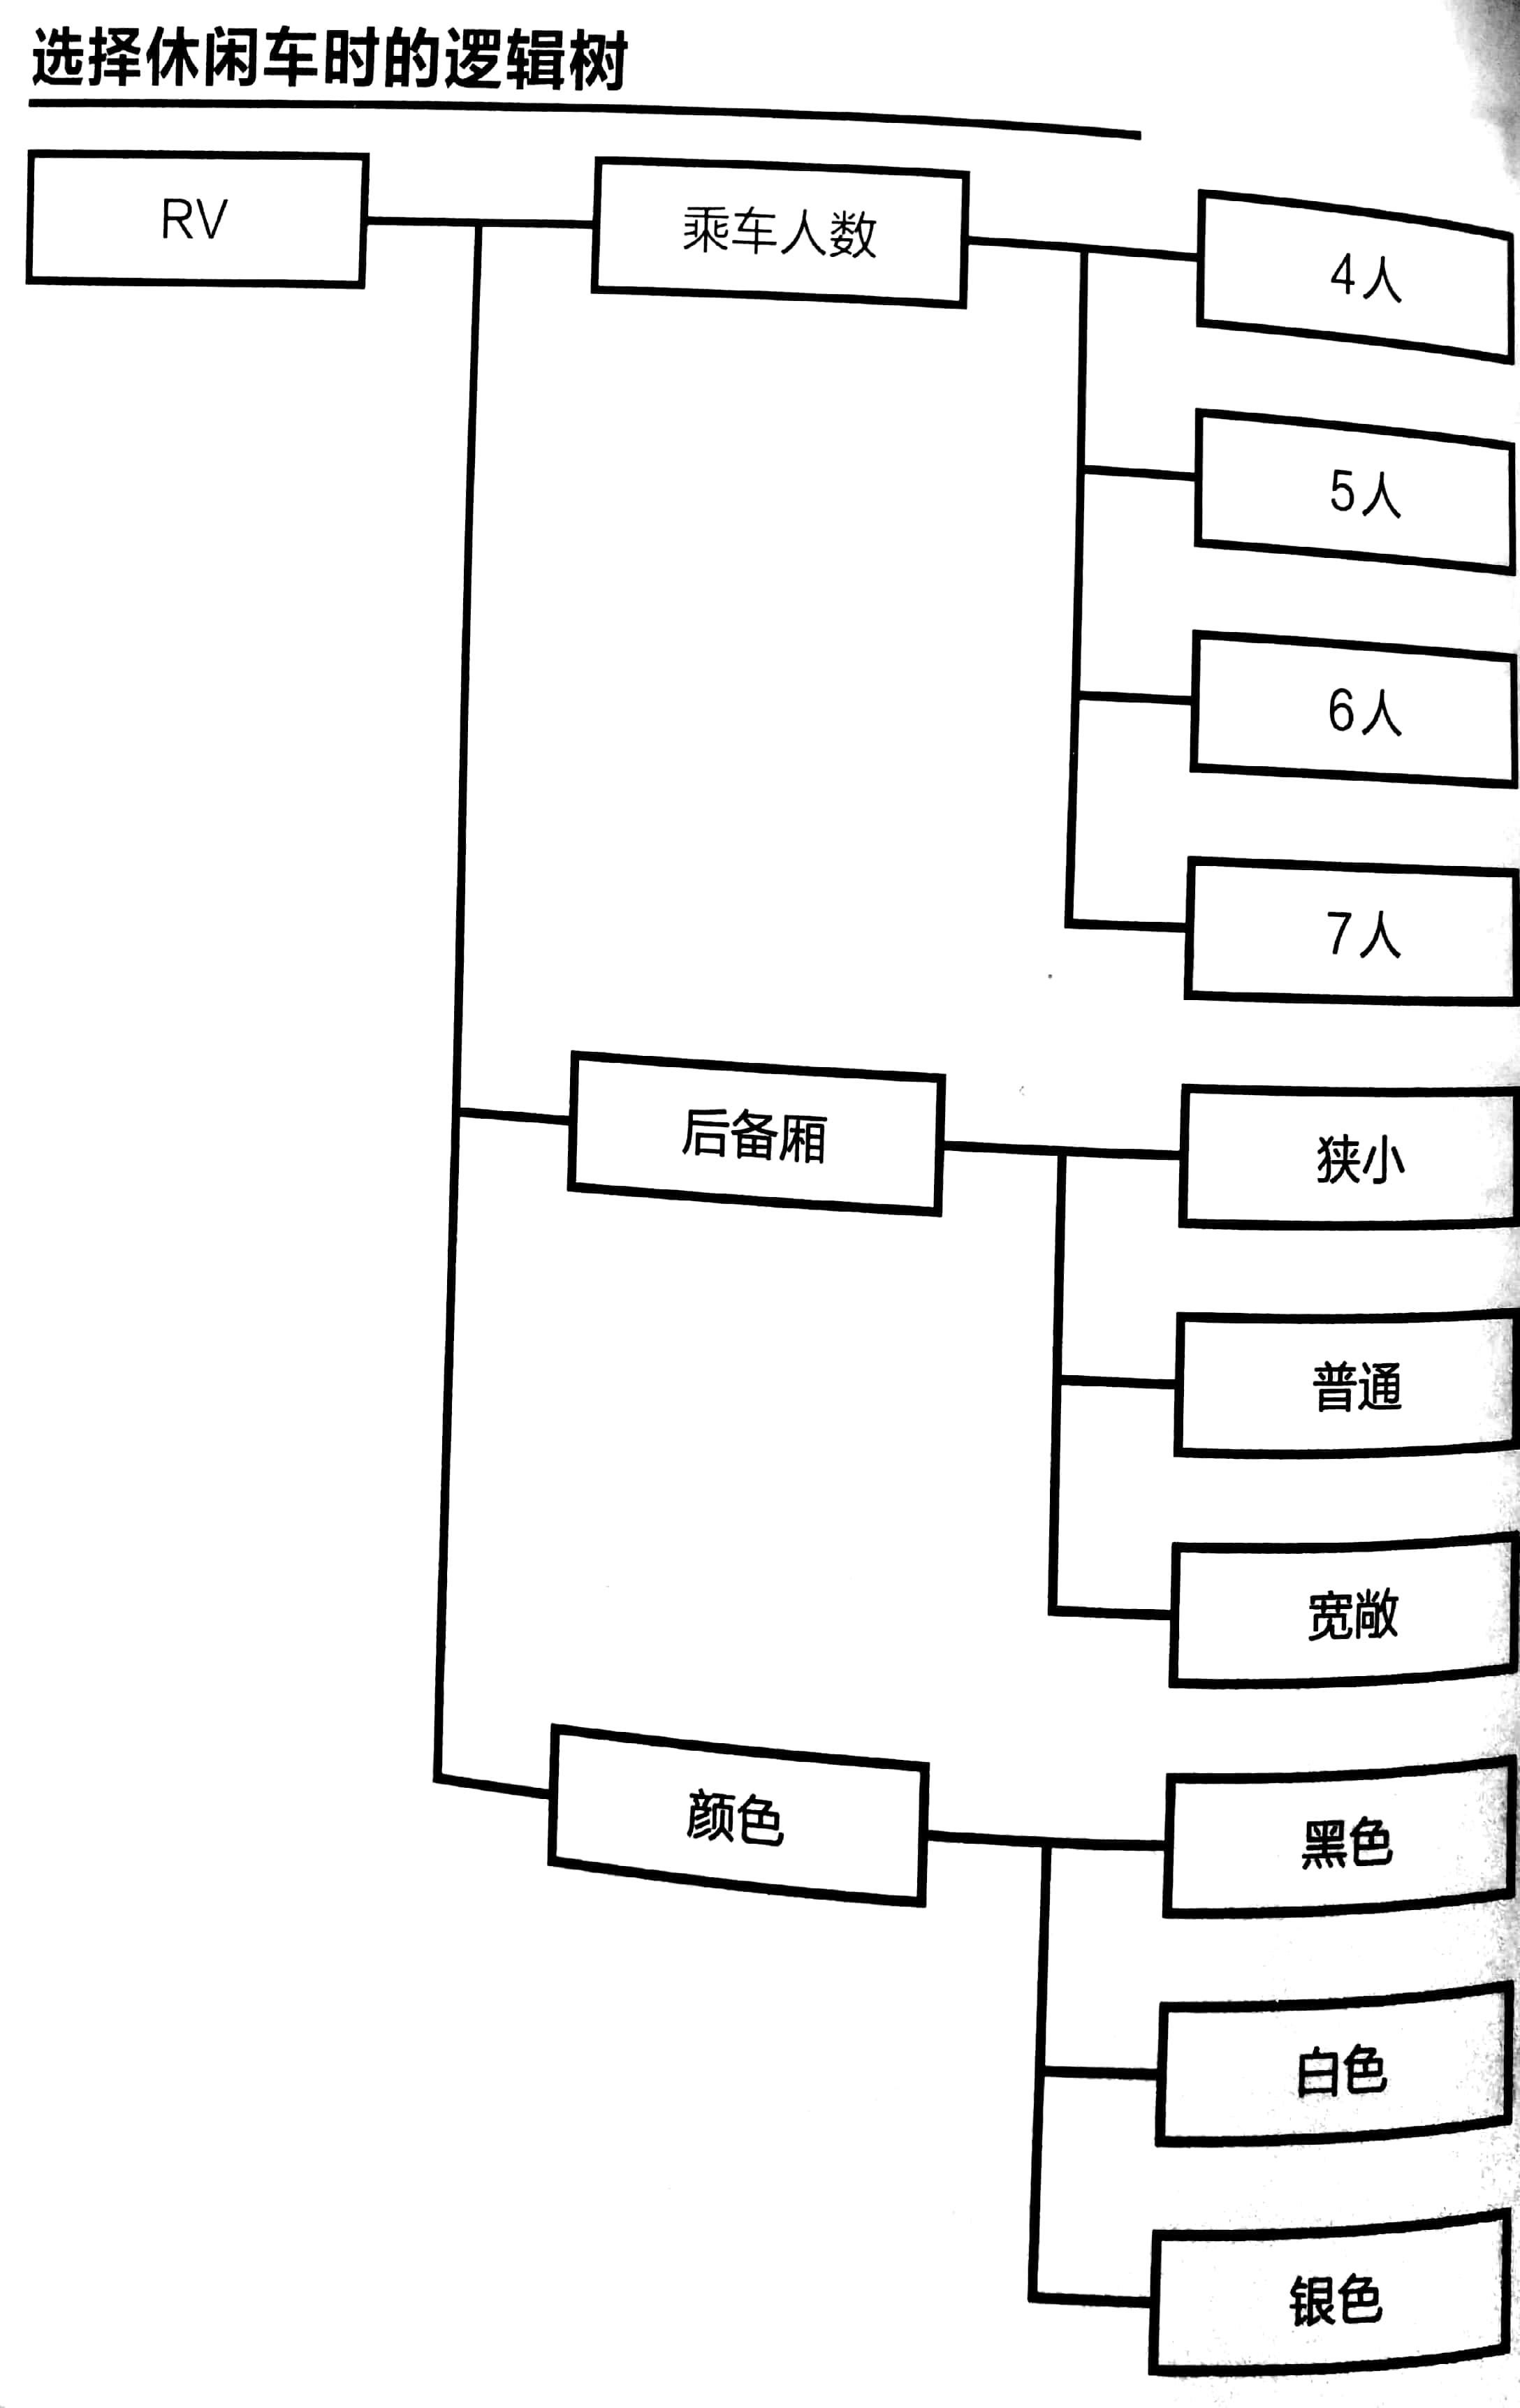 选择休闲车时的逻辑树
RV
乘车人数
4人
5人
6人
7人
后备厢
狭小
普通
宽敞
颜色
黑色
白色
银色